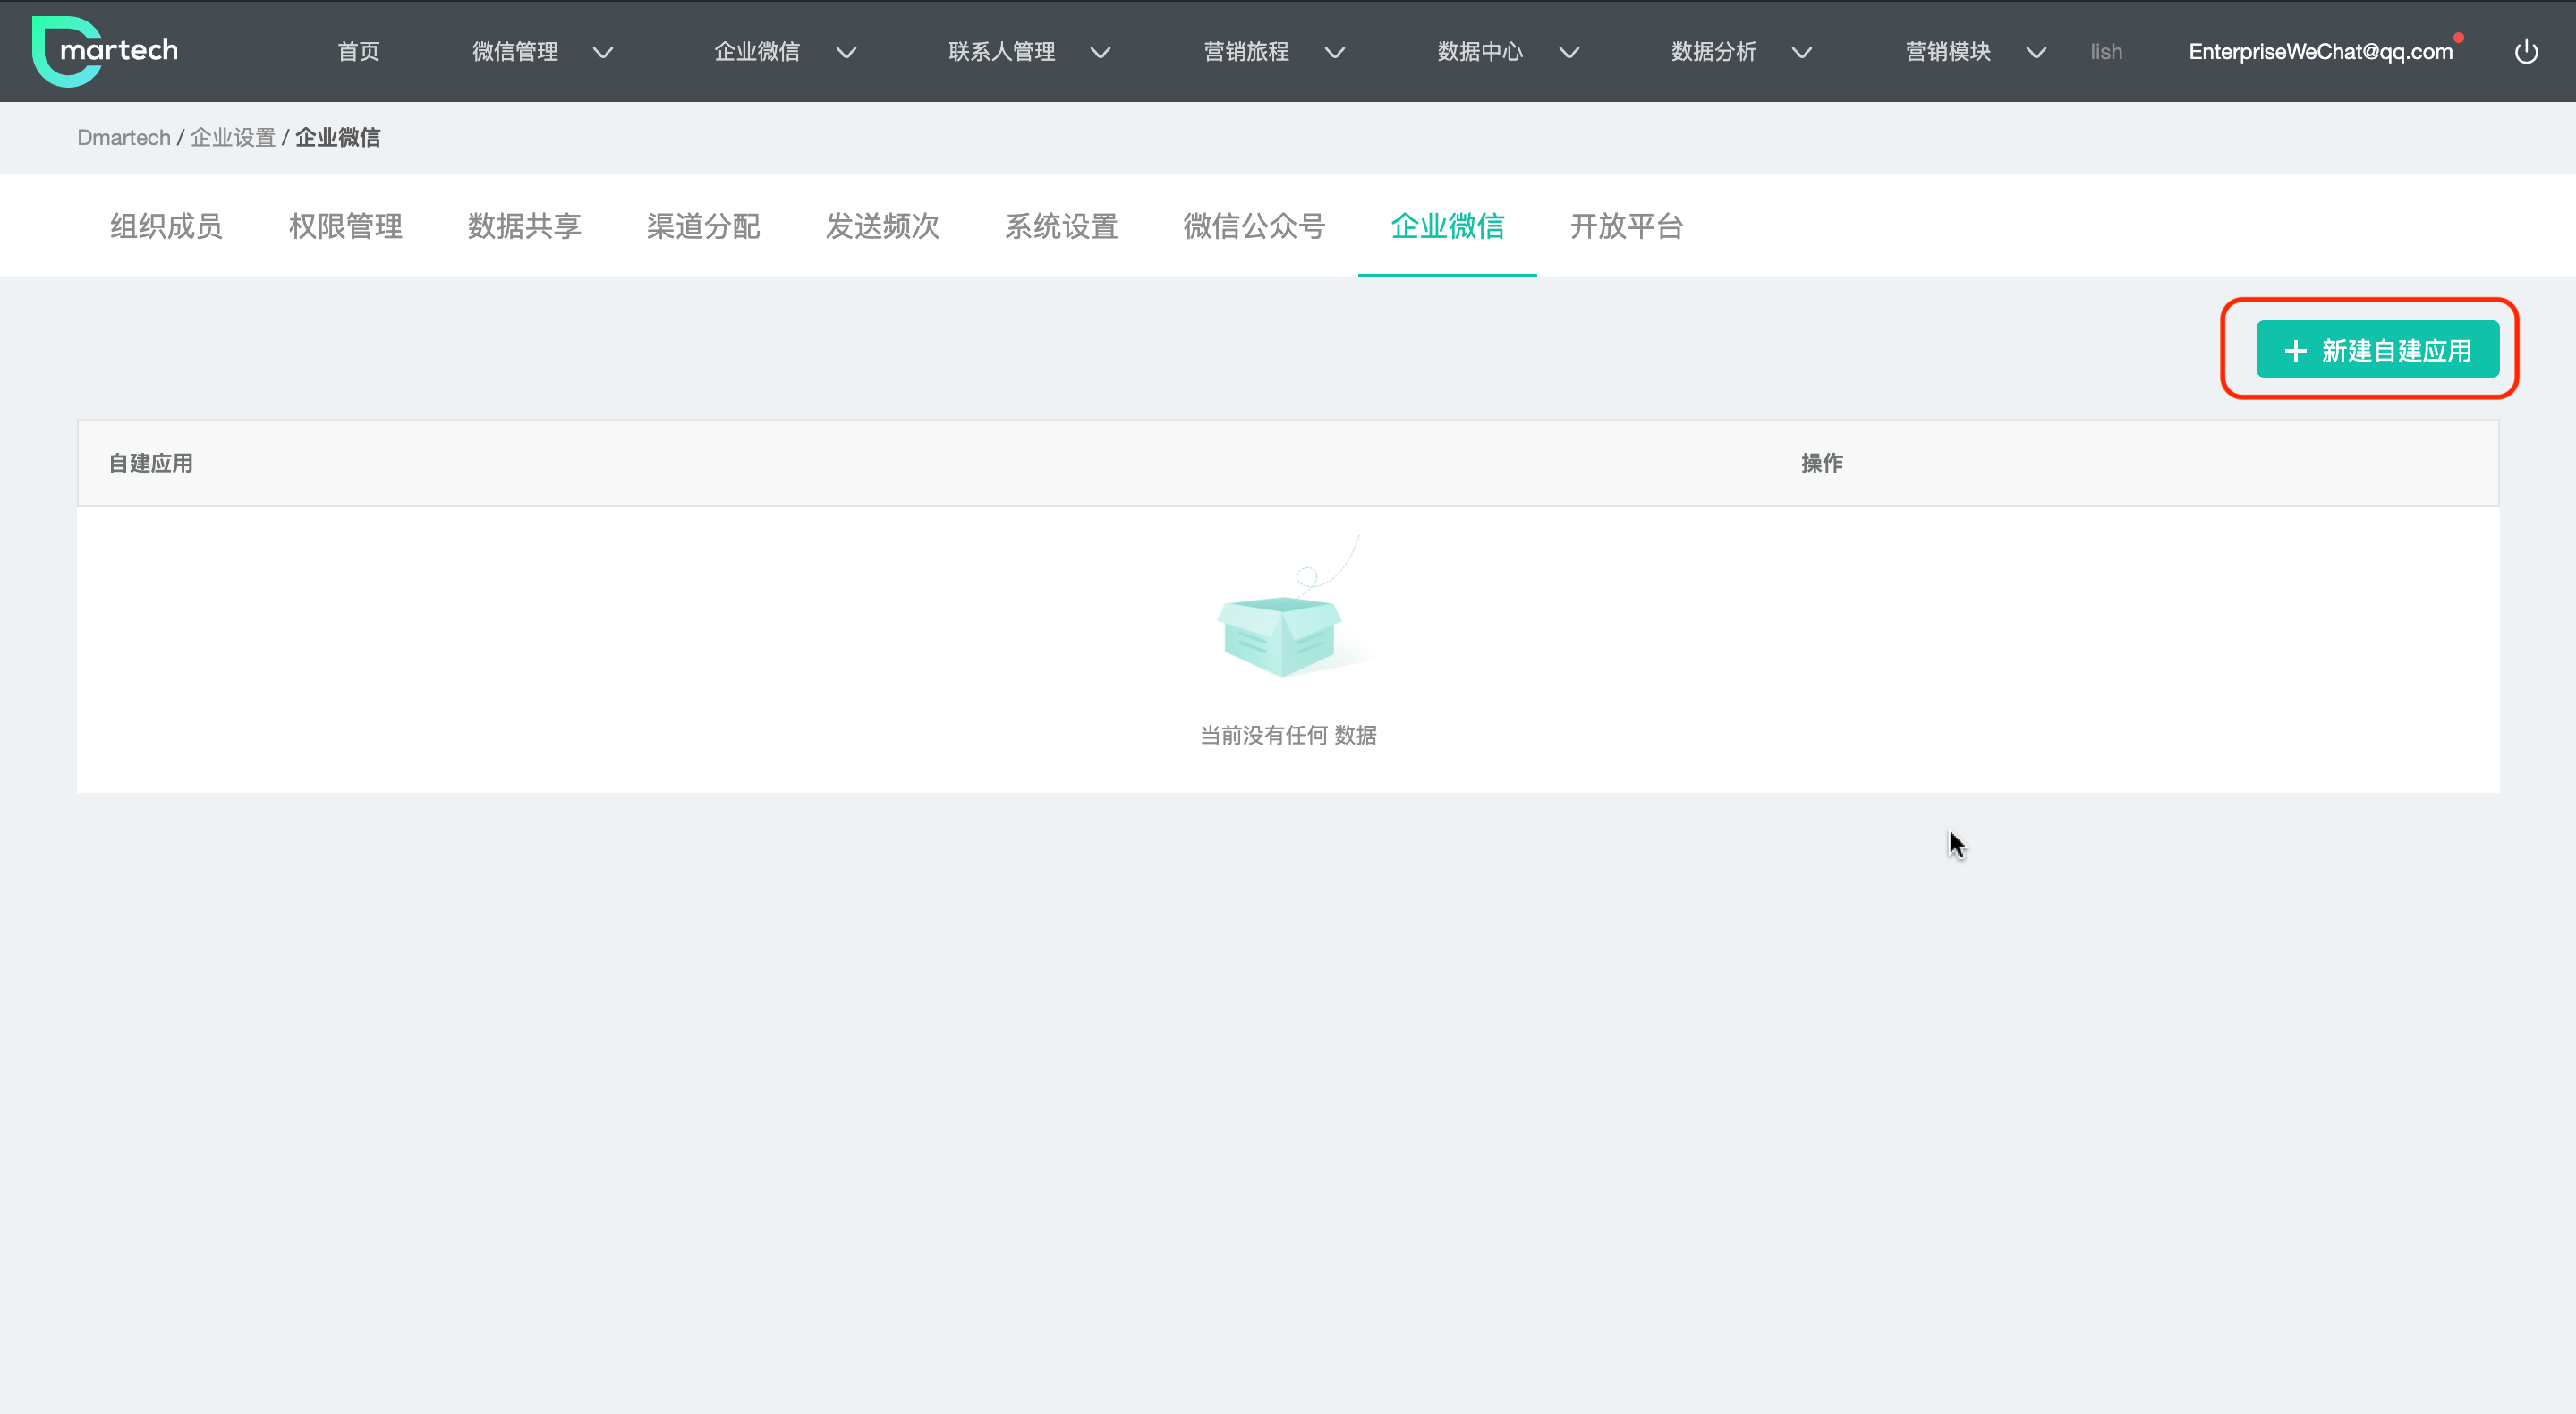 martech 首页 微信管理 企业微信 联系人管理 营销旅程 数据中心 数据分析 营销模块 lish EnterpriseWeChat@qq.com
Dmartech / 企业设置 / 企业微信
组织成员 权限管理 数据共享 渠道分配 发送频次 系统设置 微信公众号 企业微信 开放平台
+ 新建自建应用
自建应用 操作
当前没有任何 数据